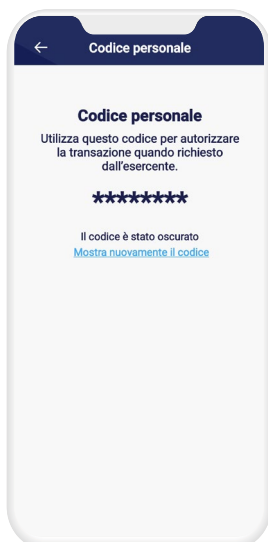 Codice personale
Codice personale
Utilizza questo codice per autorizzare
la transazione quando richiesto
dall'esercente.
********
Il codice è stato oscurato
Mostra nuovamente il codice